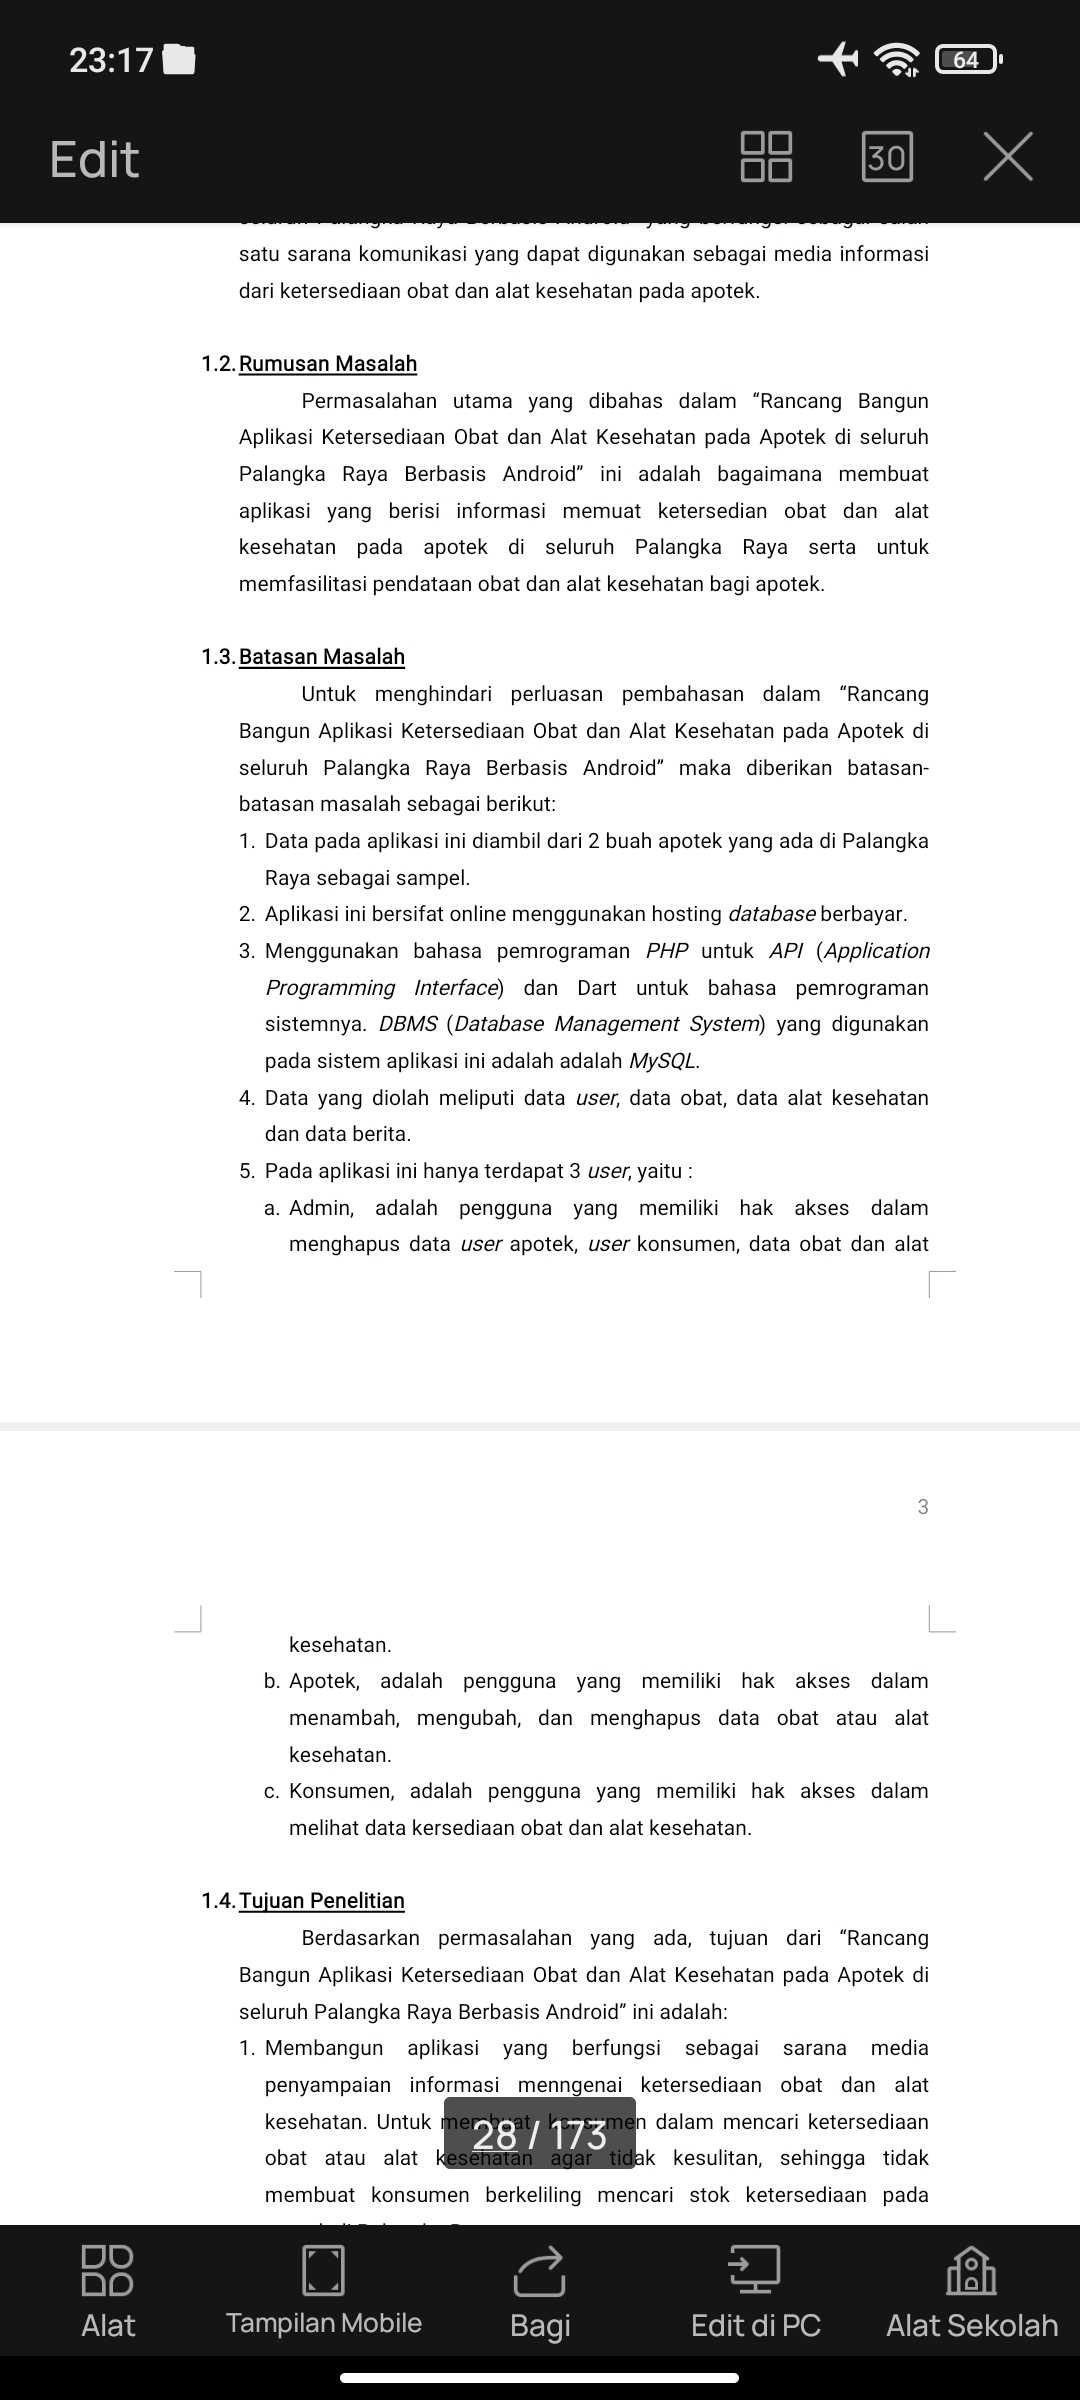 23:17
64
Edit
30
satu sarana komunikasi yang dapat digunakan sebagai media informasi
dari ketersediaan obat dan alat kesehatan pada apotek.
1.2. Rumusan Masalah
Permasalahan utama yang dibahas dalam “Rancang Bangun
Aplikasi Ketersediaan Obat dan Alat Kesehatan pada Apotek di seluruh
Palangka Raya Berbasis Android” ini adalah bagaimana membuat
aplikasi yang berisi informasi memuat ketersedian obat dan alat
kesehatan pada apotek di seluruh Palangka Raya serta untuk
memfasilitasi pendataan obat dan alat kesehatan bagi apotek.
1.3. Batasan Masalah
Untuk menghindari perluasan pembahasan dalam “Rancang
Bangun Aplikasi Ketersediaan Obat dan Alat Kesehatan pada Apotek di
seluruh Palangka Raya Berbasis Android” maka diberikan batasan-
batasan masalah sebagai berikut:
1. Data pada aplikasi ini diambil dari 2 buah apotek yang ada di Palangka
Raya sebagai sampel.
2. Aplikasi ini bersifat online menggunakan hosting database berbayar.
3. Menggunakan bahasa pemrograman PHP untuk API (Application
Programming Interface) dan Dart untuk bahasa pemrograman
sistemnya. DBMS (Database Management System) yang digunakan
pada sistem aplikasi ini adalah adalah MySQL.
4. Data yang diolah meliputi data user, data obat, data alat kesehatan
dan data berita.
5. Pada aplikasi ini hanya terdapat 3 user, yaitu :
a. Admin, adalah pengguna yang memiliki hak akses dalam
menghapus data user apotek, user konsumen, data obat dan alat
3
kesehatan.
b. Apotek, adalah pengguna yang memiliki hak akses dalam
menambah, mengubah, dan menghapus data obat atau alat
kesehatan.
c. Konsumen, adalah pengguna yang memiliki hak akses dalam
melihat data kersediaan obat dan alat kesehatan.
1.4. Tujuan Penelitian
Berdasarkan permasalahan yang ada, tujuan dari “Rancang
Bangun Aplikasi Ketersediaan Obat dan Alat Kesehatan pada Apotek di
seluruh Palangka Raya Berbasis Android” ini adalah:
1. Membangun aplikasi yang berfungsi sebagai sarana media
penyampaian informasi menngenai ketersediaan obat dan alat
kesehatan. Untuk membuat konsumen dalam mencari ketersediaan
obat atau alat kesehatan agar tidak kesulitan, sehingga tidak
membuat konsumen berkeliling mencari stok ketersediaan pada
28 / 173
Alat
Tampilan Mobile
Bagi
Edit di PC
Alat Sekolah